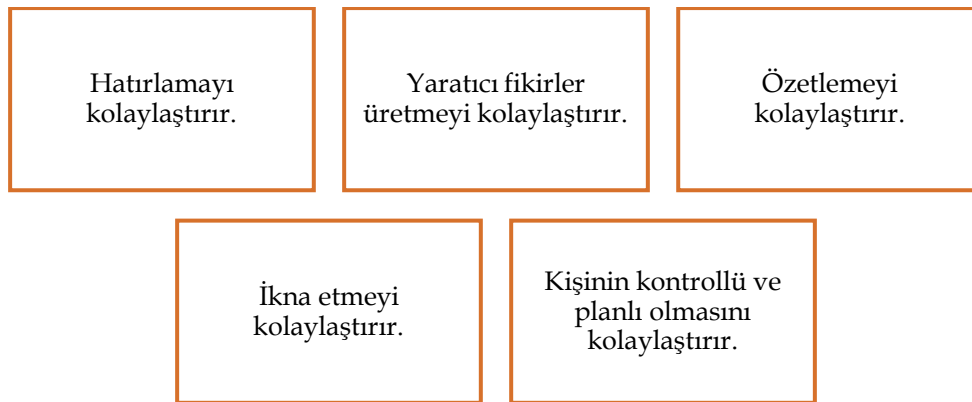 Hatırlamayı
kolaylaştırır.
Yaratıcı fikirler
üretmeyi kolaylaştırır.
Özetlemeyi
kolaylaştırır.
İkna etmeyi
kolaylaştırır.
Kişinin kontrollü ve
planlı olmasını
kolaylaştırır.